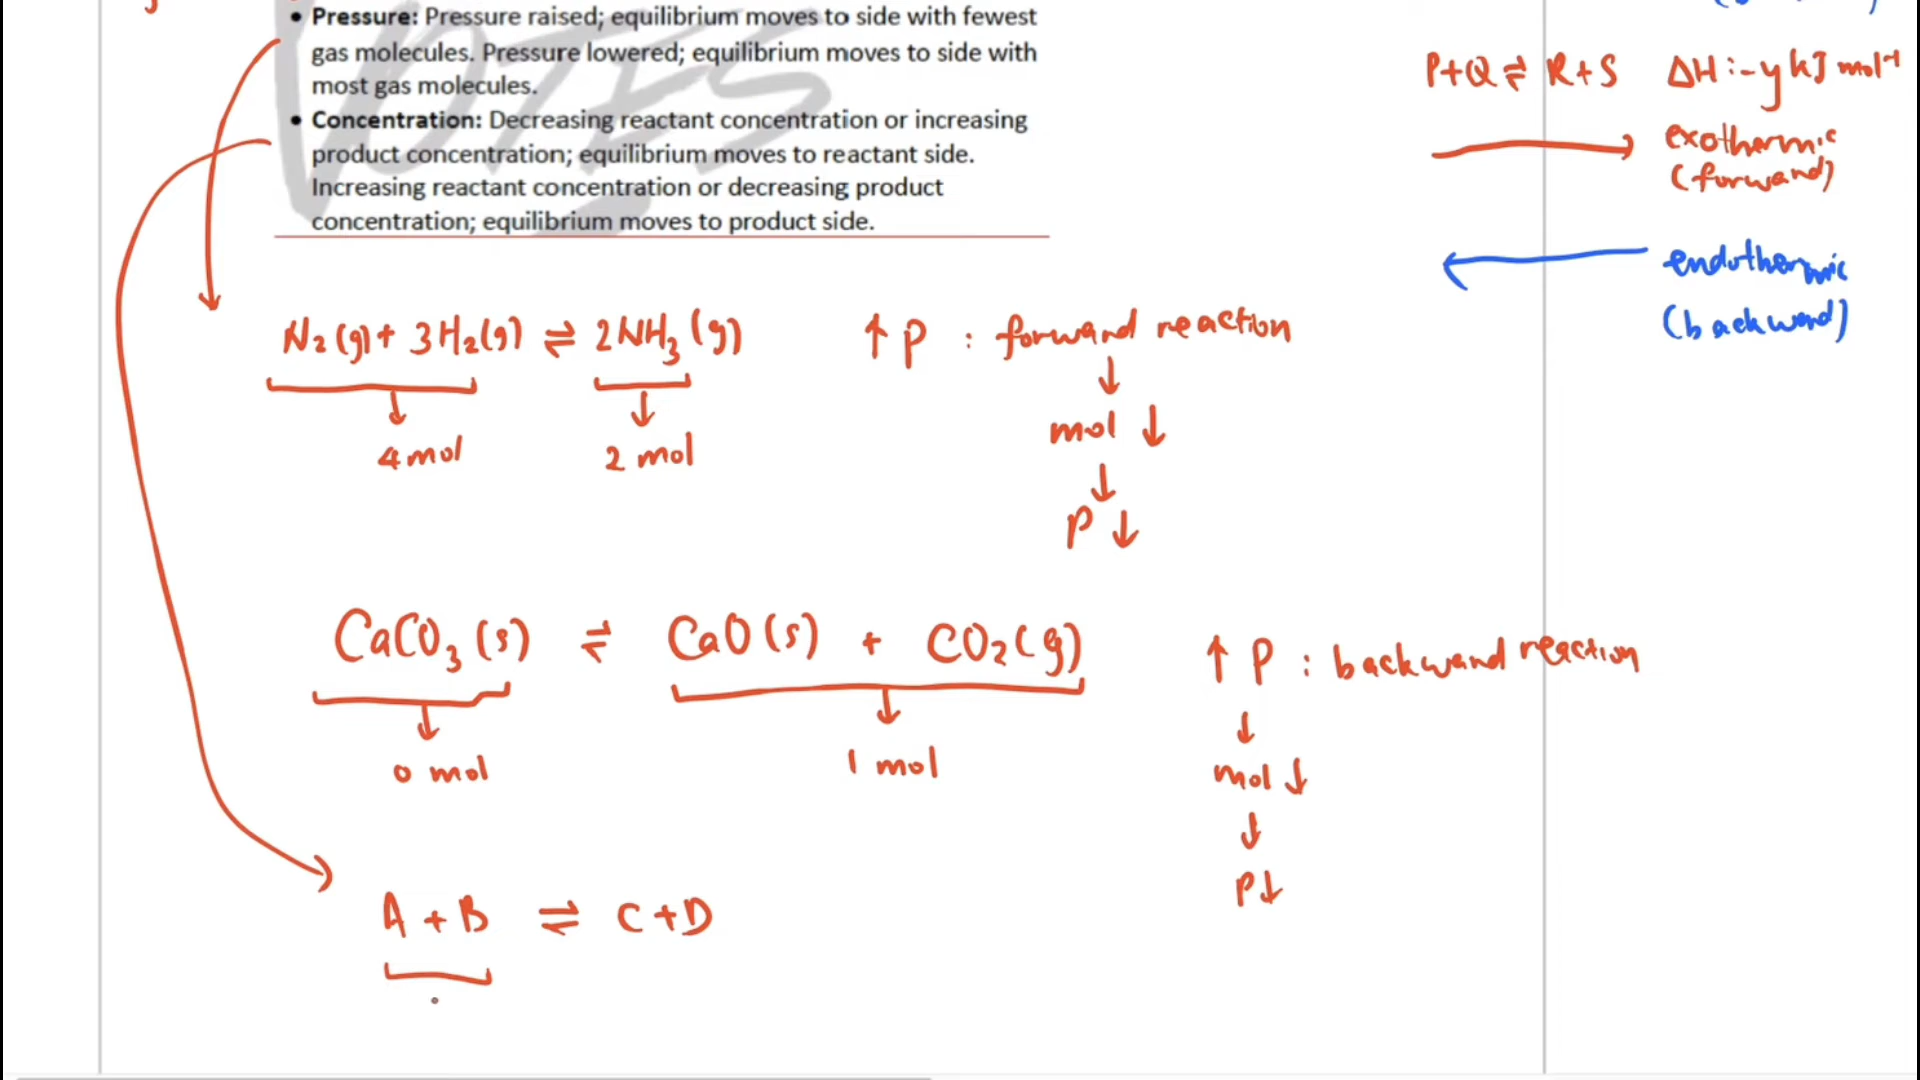 • Pressure: Pressure raised; equilibrium moves to side with fewest
gas molecules. Pressure lowered; equilibrium moves to side with
most gas molecules.
• Concentration: Decreasing reactant concentration or increasing
product concentration; equilibrium moves to reactant side.
Increasing reactant concentration or decreasing product
concentration; equilibrium moves to product side.
P+Q ⇌ R+S ΔH:-y kJ mol⁻¹
→ exothermic
(forward)
← endothermic
(backward)
N₂(g)+ 3H₂(g) ⇌ 2NH₃(g)
↓ ↓
4 mol 2 mol
↑ P : forward reaction
↓
mol ↓
↓
P ↓
CaCO₃(s) ⇌ CaO(s) + CO₂(g)
↓ ↓
0 mol 1 mol
↑ P : backward reaction
↓
mol ↓
↓
P↓
A + B ⇌ C + D